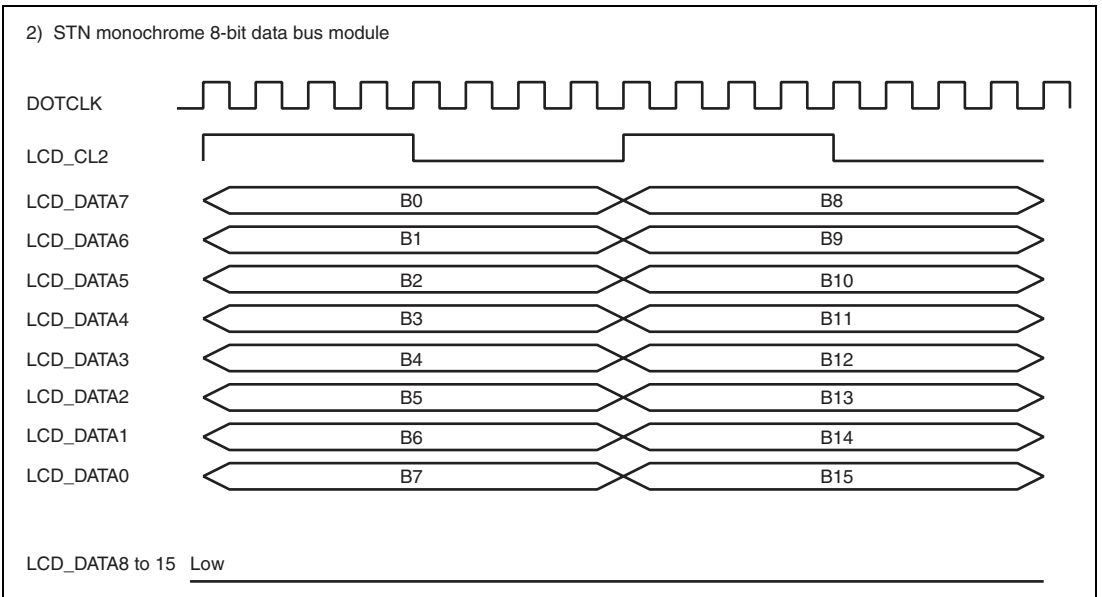 2) STN monochrome 8-bit data bus module
DOTCLK
LCD_CL2
LCD_DATA7 B0 B8
LCD_DATA6 B1 B9
LCD_DATA5 B2 B10
LCD_DATA4 B3 B11
LCD_DATA3 B4 B12
LCD_DATA2 B5 B13
LCD_DATA1 B6 B14
LCD_DATA0 B7 B15
LCD_DATA8 to 15 Low